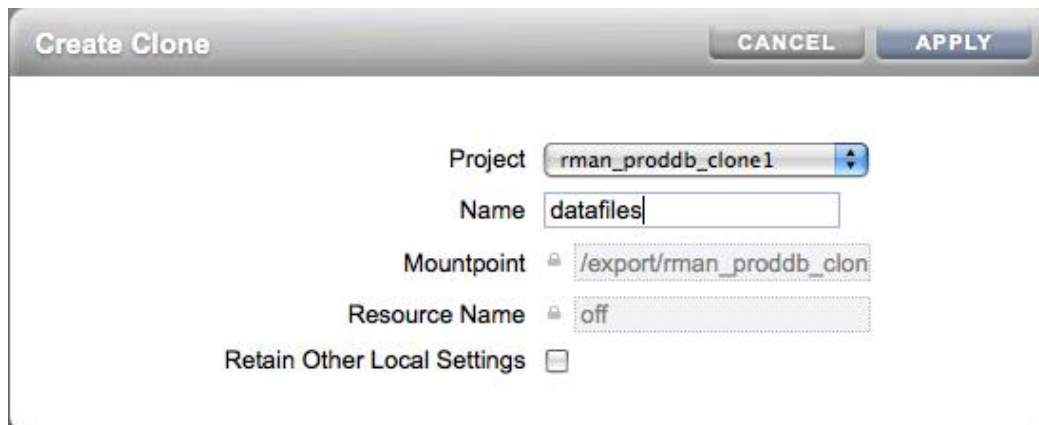 Create Clone CANCEL APPLY
Project rman_proddb_clone1
Name datafiles
Mountpoint /export/rman_proddb_clon
Resource Name off
Retain Other Local Settings